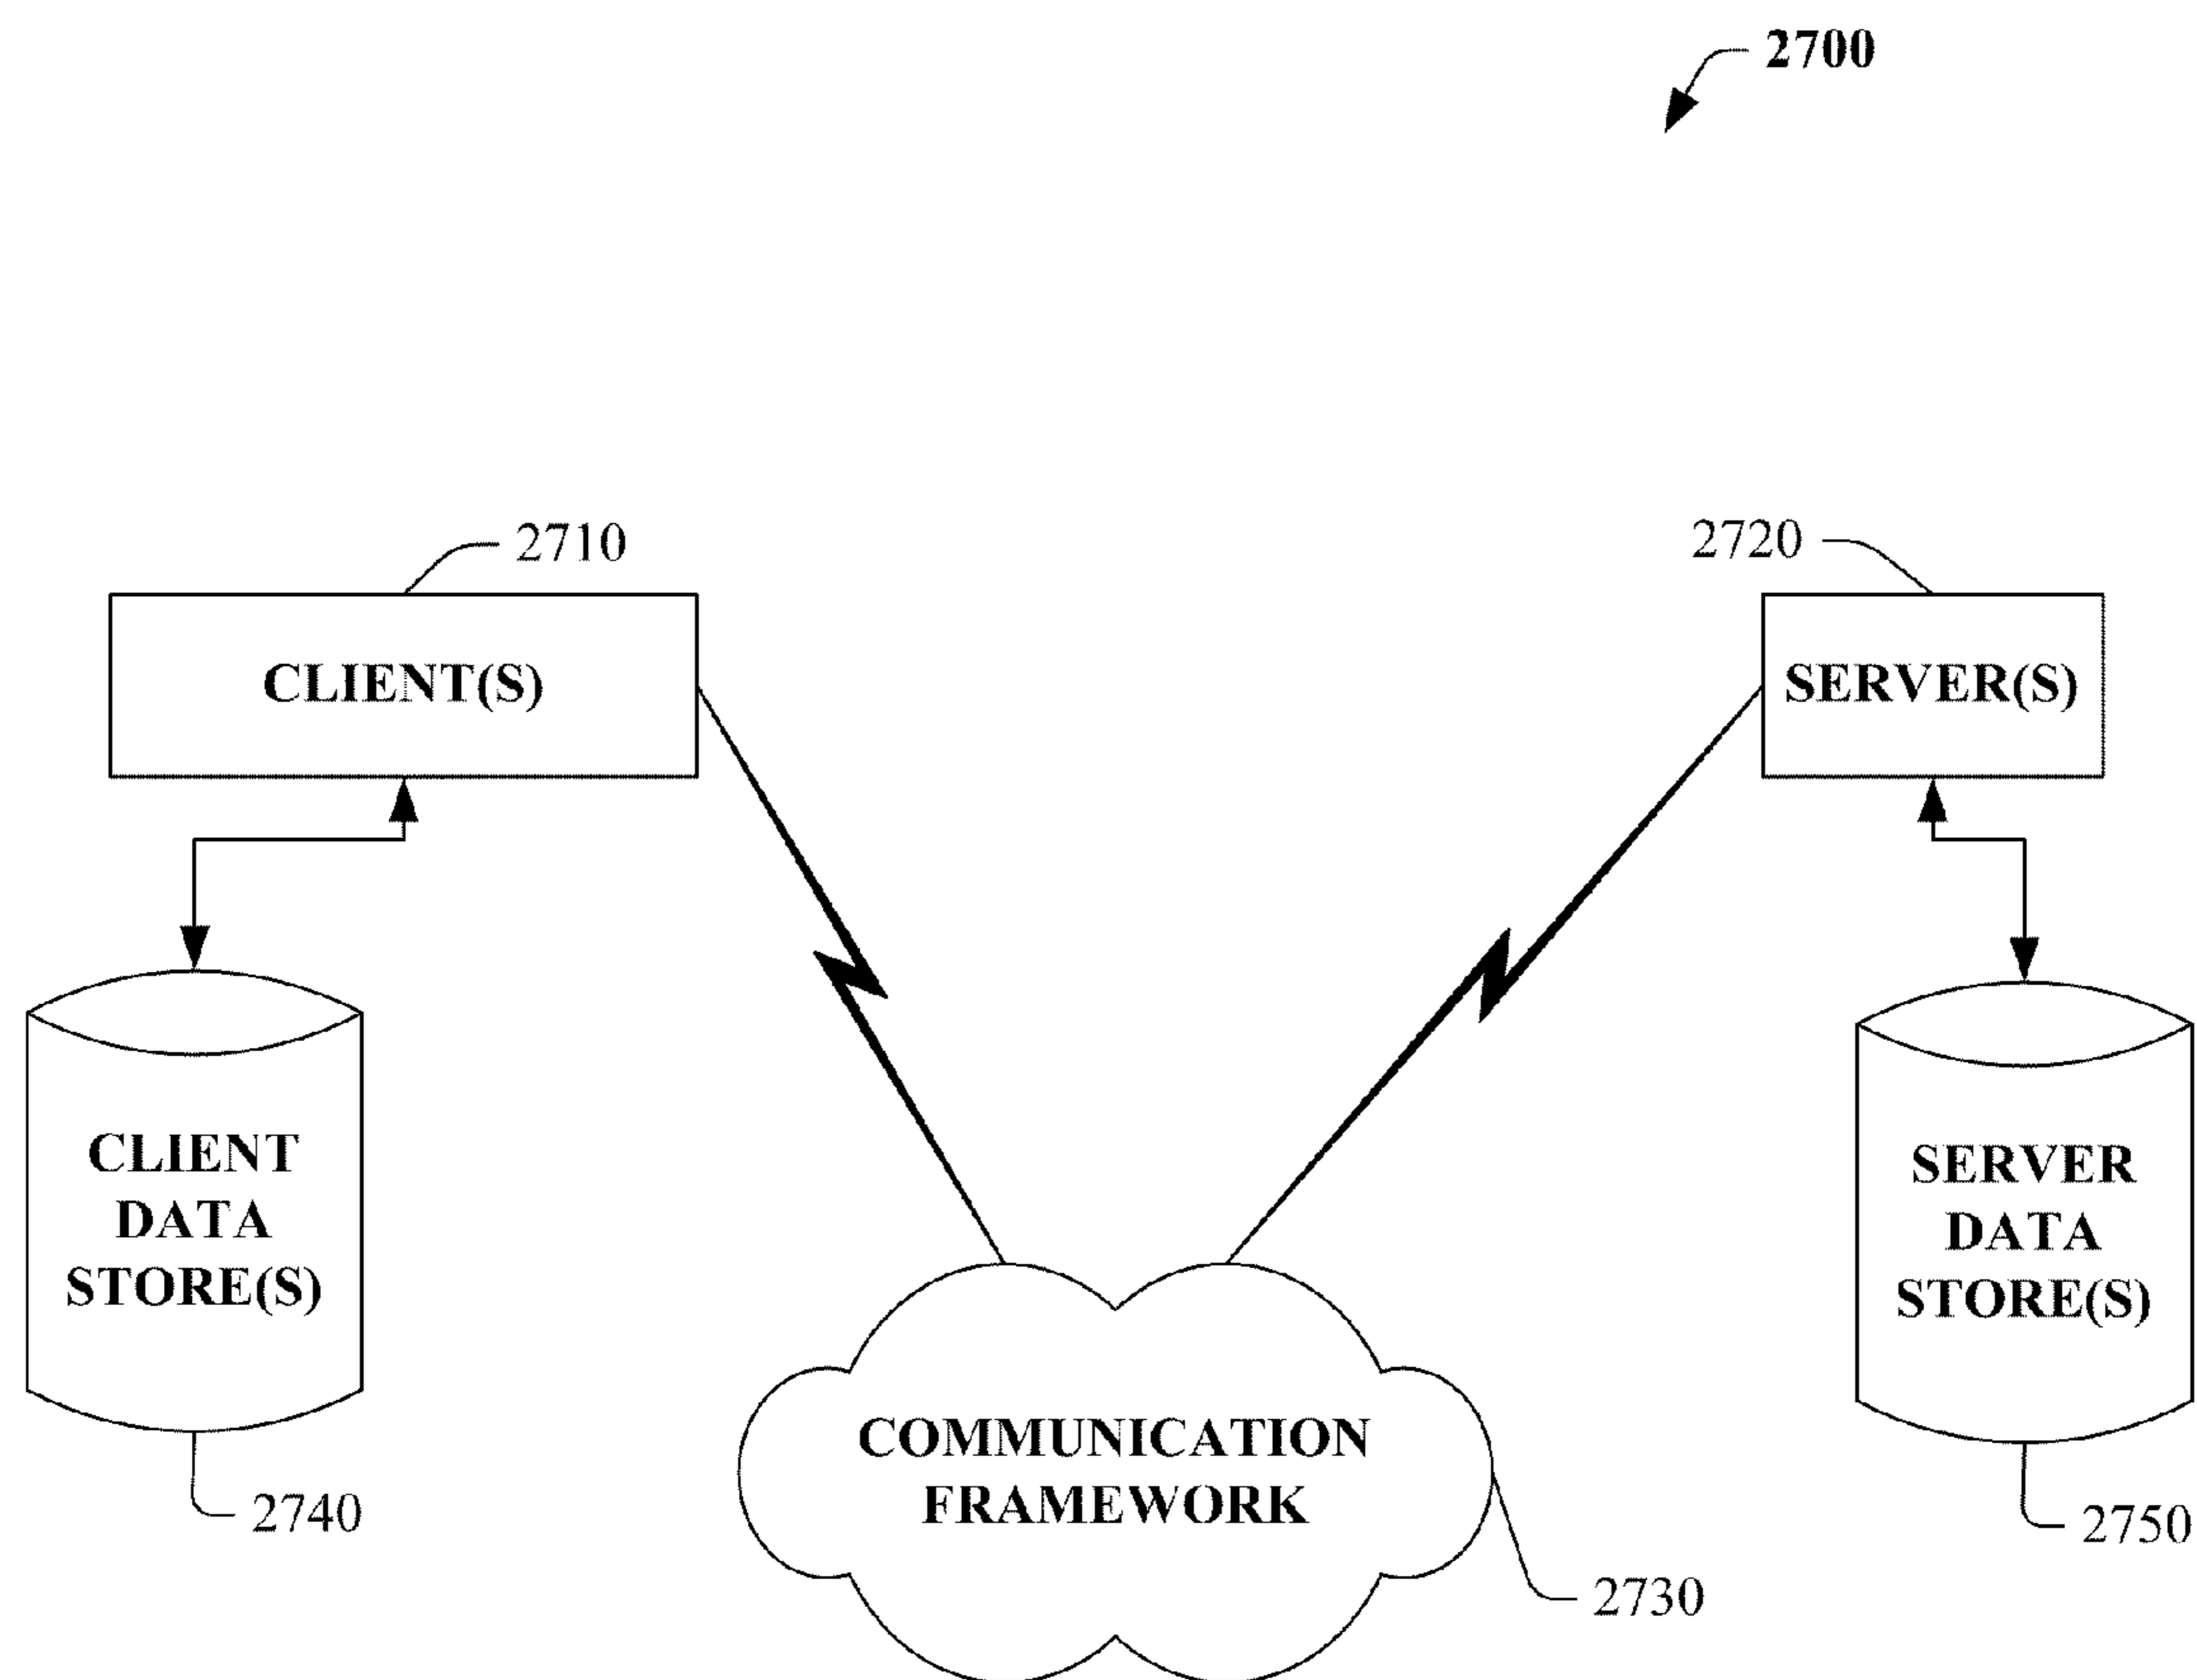 2700
2710
2720
CLIENT(S)
SERVER(S)
CLIENT
DATA
STORE(S)
SERVER
DATA
STORE(S)
COMMUNICATION
FRAMEWORK
2740
2750
2730